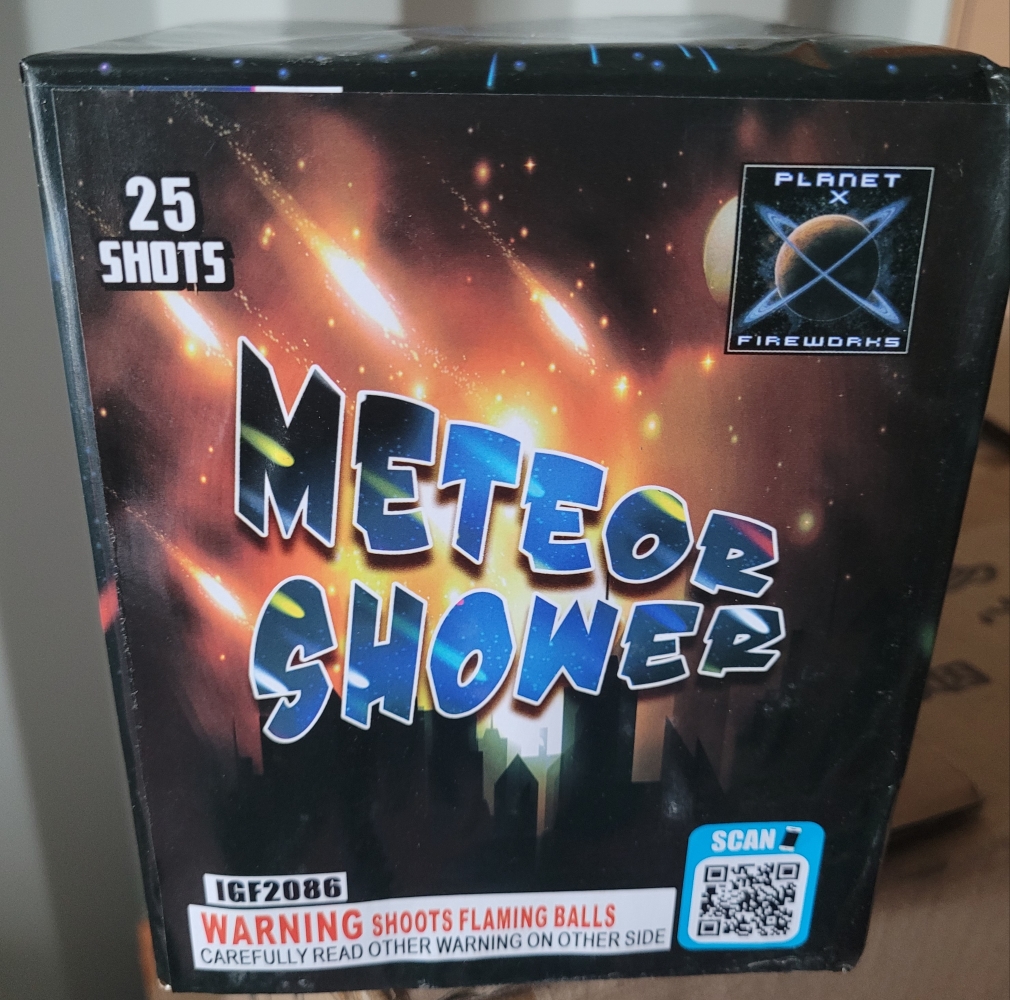 25
SHOTS
PLANET
X
FIREWORKS
METEOR
SHOWER
SCAN
IGF2086
WARNING SHOOTS FLAMING BALLS
CAREFULLY READ OTHER WARNING ON OTHER SIDE